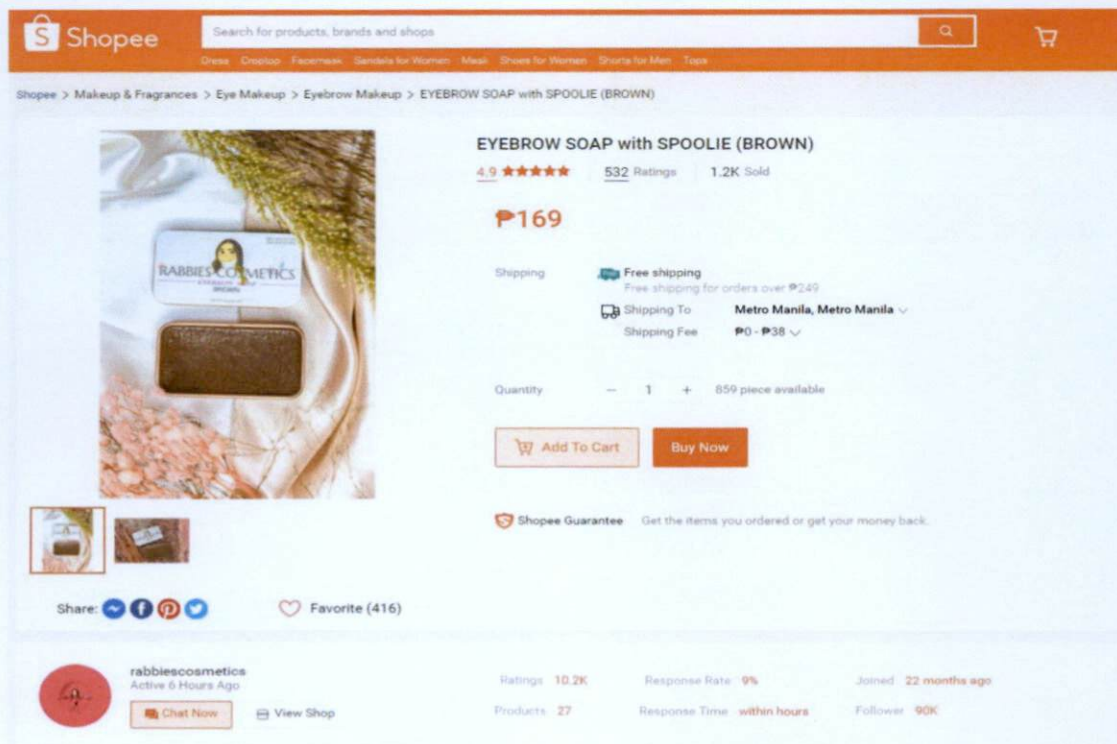 Shopee
Search for products, brands and shops
Dress Croptop Facemask Sandals for Women Mask Shoes for Women Shorts for Men Tops
Shopee > Makeup & Fragrances > Eye Makeup > Eyebrow Makeup > EYEBROW SOAP with SPOOLIE (BROWN)
EYEBROW SOAP with SPOOLIE (BROWN)
4.9 532 Ratings 1.2K Sold
₱169
RABBIES COSMETICS
EYEBROW SOAP
BROWN
Shipping Free shipping
Free shipping for orders over ₱249
Shipping To Metro Manila, Metro Manila
Shipping Fee ₱0 - ₱38
Quantity − 1 + 859 piece available
Add To Cart Buy Now
Shopee Guarantee Get the items you ordered or get your money back.
Share: Favorite (416)
rabbiescosmetics
Active 6 Hours Ago
Chat Now View Shop
Ratings 10.2K Response Rate 9% Joined 22 months ago
Products 27 Response Time within hours Follower 90K